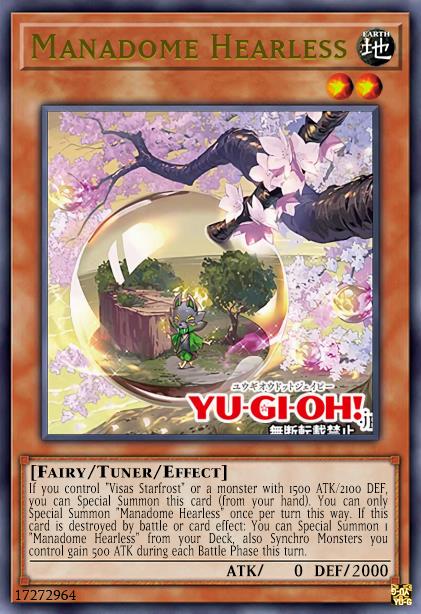 MANADOME HEARLESS
EARTH
地
ユウギオウドットジェイピー
YU-GI-OH!
無断転載禁止
[FAIRY/TUNER/EFFECT]
If you control "Visas Starfrost" or a monster with 1500 ATK/2100 DEF,
you can Special Summon this card (from your hand). You can only
Special Summon "Manadome Hearless" once per turn this way. If this
card is destroyed by battle or card effect: You can Special Summon 1
"Manadome Hearless" from your Deck, also Synchro Monsters you
control gain 500 ATK during each Battle Phase this turn.
ATK/ 0 DEF/2000
17272964